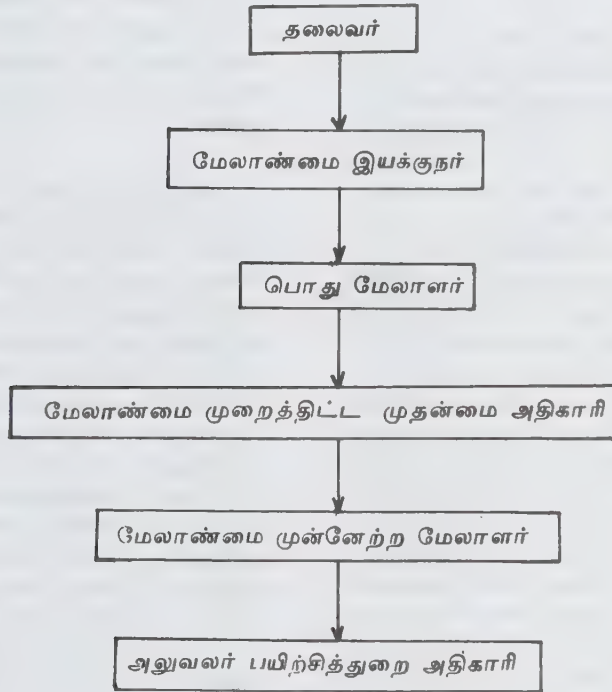 தலைவர்
மேலாண்மை இயக்குநர்
பொது மேலாளர்
மேலாண்மை முறைத்திட்ட முதன்மை அதிகாரி
மேலாண்மை முன்னேற்ற மேலாளர்
அலுவலர் பயிற்சித்துறை அதிகாரி